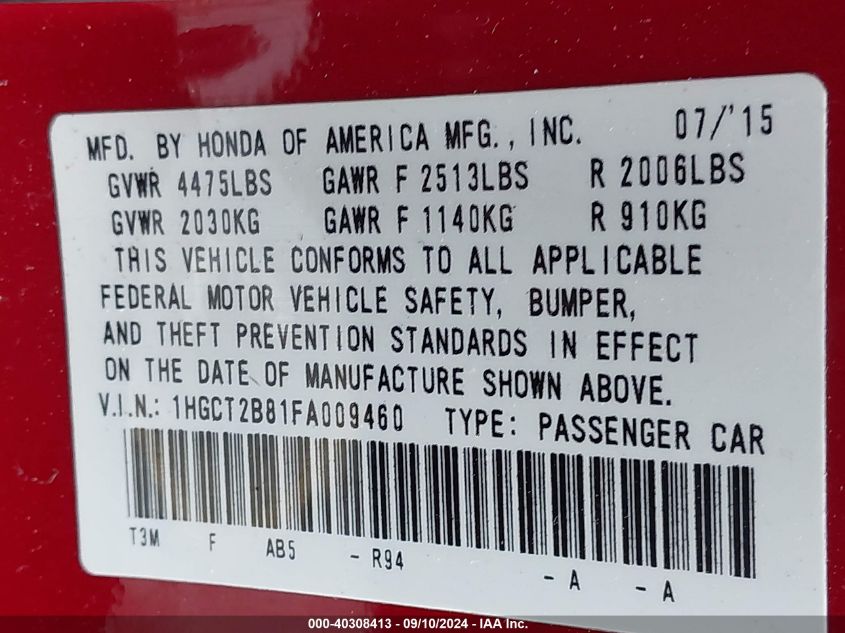 MFD. BY HONDA OF AMERICA MFG., INC. 07/'15
GVWR 4475LBS GAWR F 2513LBS R 2006LBS
GVWR 2030KG GAWR F 1140KG R 910KG
THIS VEHICLE CONFORMS TO ALL APPLICABLE
FEDERAL MOTOR VEHICLE SAFETY, BUMPER,
AND THEFT PREVENTION STANDARDS IN EFFECT
ON THE DATE OF MANUFACTURE SHOWN ABOVE.
V.I.N.: 1HGCT2B81FA009460 TYPE: PASSENGER CAR
T3M F AB5 - R94 - A - A
000-40308413 - 09/10/2024 - IAA Inc.